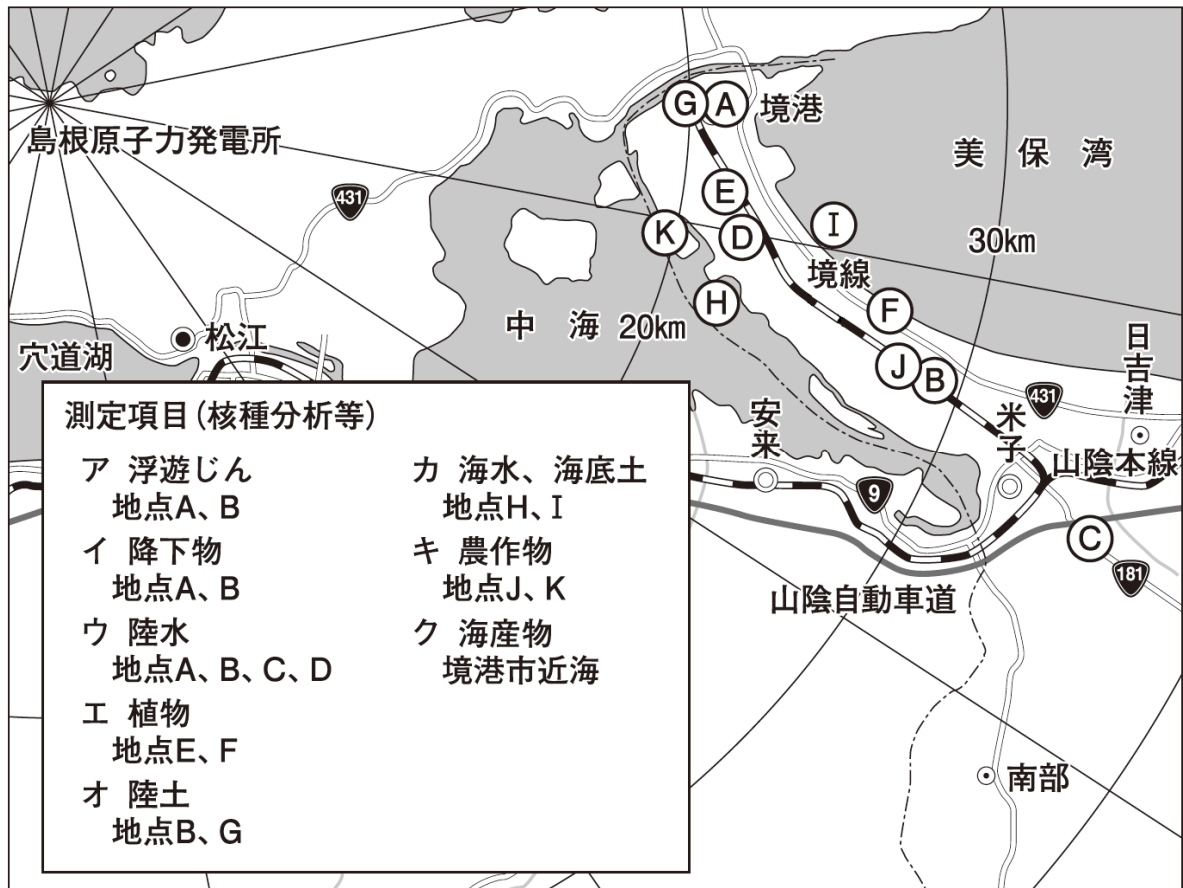 島根原子力発電所
431
G
A
境港
美保湾
E
I
K
D
30km
境線
H
F
中海
20km
松江
宍道湖
J
B
日吉津
431
安来
米子
山陰本線
9
C
181
山陰自動車道
南部
測定項目(核種分析等)
ア 浮遊じん
地点A、B
イ 降下物
地点A、B
ウ 陸水
地点A、B、C、D
エ 植物
地点E、F
オ 陸土
地点B、G
カ 海水、海底土
地点H、I
キ 農作物
地点J、K
ク 海産物
境港市近海